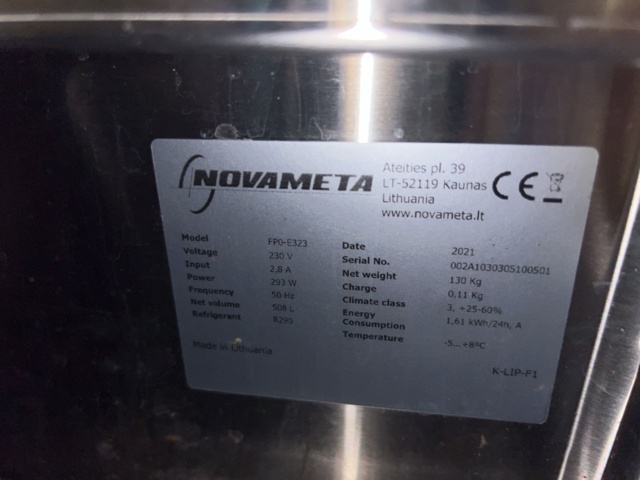 NOVAMETA
Ateities pl. 39
LT-52119 Kaunas
Lithuania
www.novameta.lt
CE
Model FP0-E323
Voltage 230 V
Input 2,8 A
Power 293 W
Frequency 50 Hz
Net volume 508 L
Refrigerant R290
Made in Lithuania
Date 2021
Serial No. 002A1030305100501
Net weight 130 Kg
Charge 0,11 Kg
Climate class 3, +25-60%
Energy
Consumption 1,61 kWh/24h, A
Temperature -5... +8ºC
K-LIP-F1